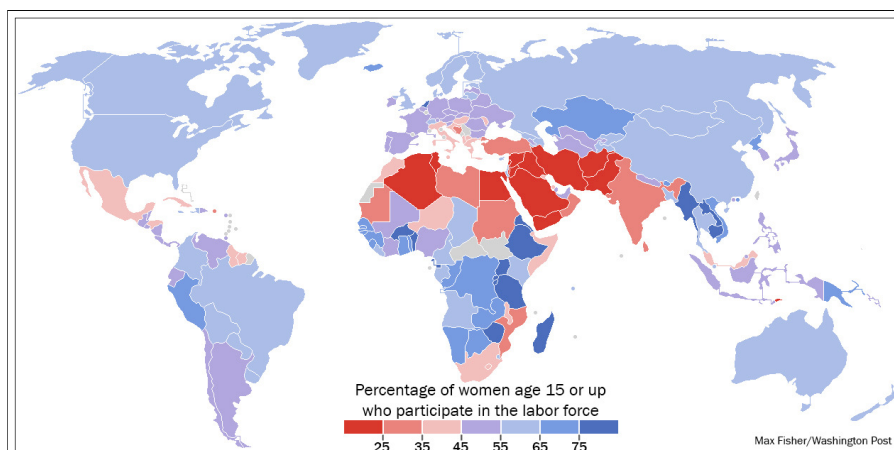 Percentage of women age 15 or up
who participate in the labor force
25 35 45 55 65 75
Max Fisher/Washington Post